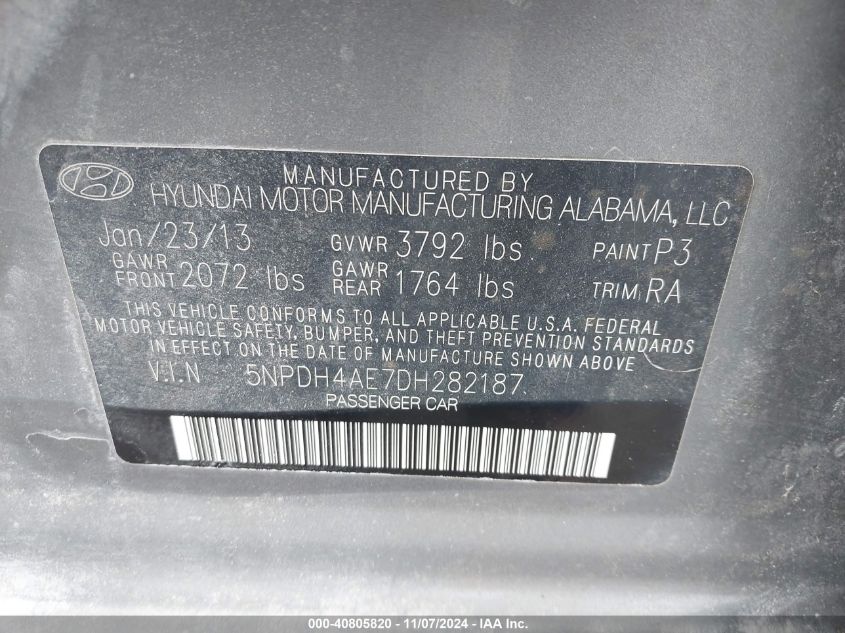 MANUFACTURED BY
HYUNDAI MOTOR MANUFACTURING ALABAMA, LLC
Jan/23/13 GVWR 3792 lbs PAINT P3
GAWR FRONT 2072 lbs GAWR REAR 1764 lbs TRIM RA
THIS VEHICLE CONFORMS TO ALL APPLICABLE U.S.A. FEDERAL
MOTOR VEHICLE SAFETY, BUMPER, AND THEFT PREVENTION STANDARDS
IN EFFECT ON THE DATE OF MANUFACTURE SHOWN ABOVE
V.I.N 5NPDH4AE7DH282187
PASSENGER CAR
000-40805820 - 11/07/2024 - IAA Inc.